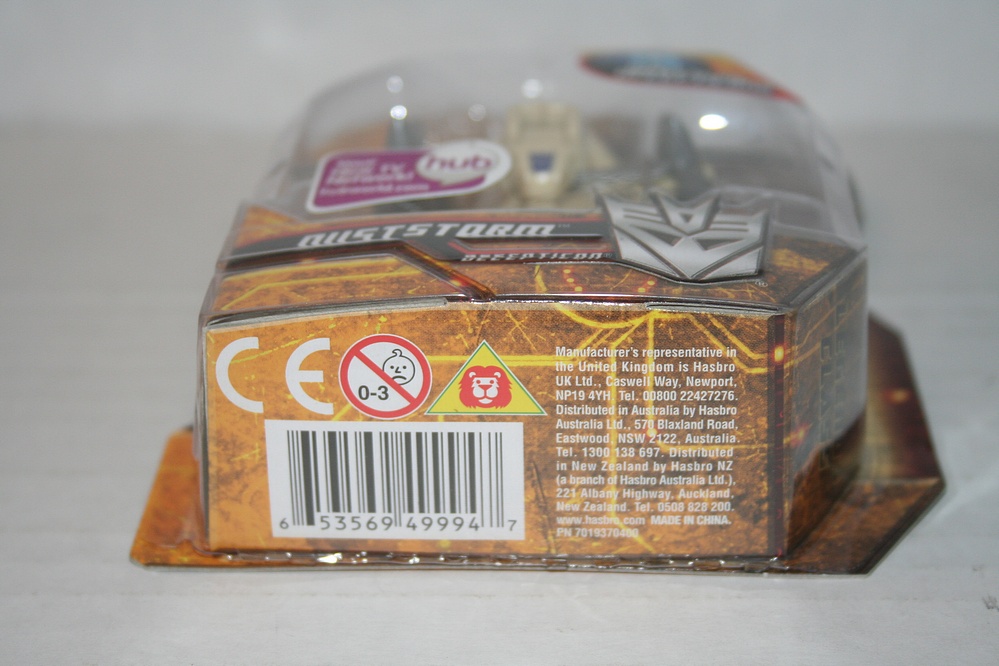 hub
DUSTSTORM™
DECEPTICON
®
CE
0-3
Manufacturer's representative in
the United Kingdom is Hasbro
UK Ltd., Caswell Way, Newport,
NP19 4YH. Tel. 00800 22427276.
Distributed in Australia by Hasbro
Australia Ltd., 570 Blaxland Road,
Eastwood, NSW 2122, Australia.
Tel. 1300 138 697. Distributed
in New Zealand by Hasbro NZ
(a branch of Hasbro Australia Ltd.),
221 Albany Highway, Auckland,
New Zealand. Tel. 0508 828 200.
www.hasbro.com MADE IN CHINA.
PN 7019370400
6 53569 49994 7